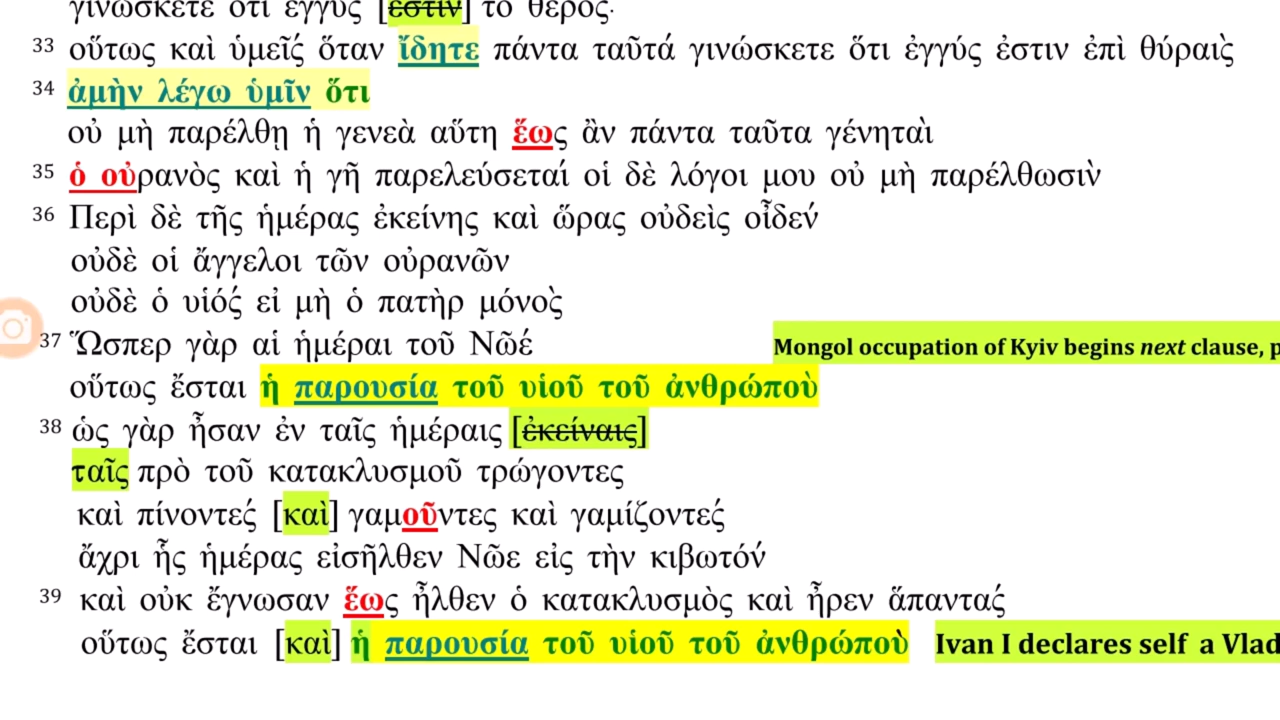 γινώσκετε ὅτι ἐγγὺς [ἐστὶν] τὸ θέρος·
33 οὕτως καὶ ὑμεῖς́ ὅταν ἴδητε πάντα ταῦτά γινώσκετε ὅτι ἐγγύς ἐστιν ἐπὶ θύραις̀
34 ἀμὴν λέγω ὑμῖν ὅτι
οὐ μὴ παρέλθῃ ἡ γενεὰ αὕτη ἕως ἂν πάντα ταῦτα γένηταὶ
35 ὁ οὐρανὸς καὶ ἡ γῆ παρελεύσεταί οἱ δὲ λόγοι μου οὐ μὴ παρέλθωσιν̀
36 Περὶ δὲ τῆς ἡμέρας ἐκείνης καὶ ὥρας οὐδεὶς οἶδεν́
οὐδὲ οἱ ἄγγελοι τῶν οὐρανῶν
οὐδὲ ὁ υἱός́ εἰ μὴ ὁ πατὴρ μόνος̀
37 Ὥσπερ γὰρ αἱ ἡμέραι τοῦ Νῶέ Mongol occupation of Kyiv begins next clause, p
οὕτως ἔσται ἡ παρουσία τοῦ υἱοῦ τοῦ ἀνθρώποὺ
38 ὡς γὰρ ἦσαν ἐν ταῖς ἡμέραις [ἐκείναις]
ταῖς πρὸ τοῦ κατακλυσμοῦ τρώγοντες
καὶ πίνοντες́ [καὶ] γαμοῦντες καὶ γαμίζοντες́
ἄχρι ἧς ἡμέρας εἰσῆλθεν Νῶε εἰς τὴν κιβωτόν́
39 καὶ οὐκ ἔγνωσαν ἕως ἦλθεν ὁ κατακλυσμὸς καὶ ἦρεν ἅπαντας́
οὕτως ἔσται [καὶ] ἡ παρουσία τοῦ υἱοῦ τοῦ ἀνθρώποὺ Ivan I declares self a Vlad